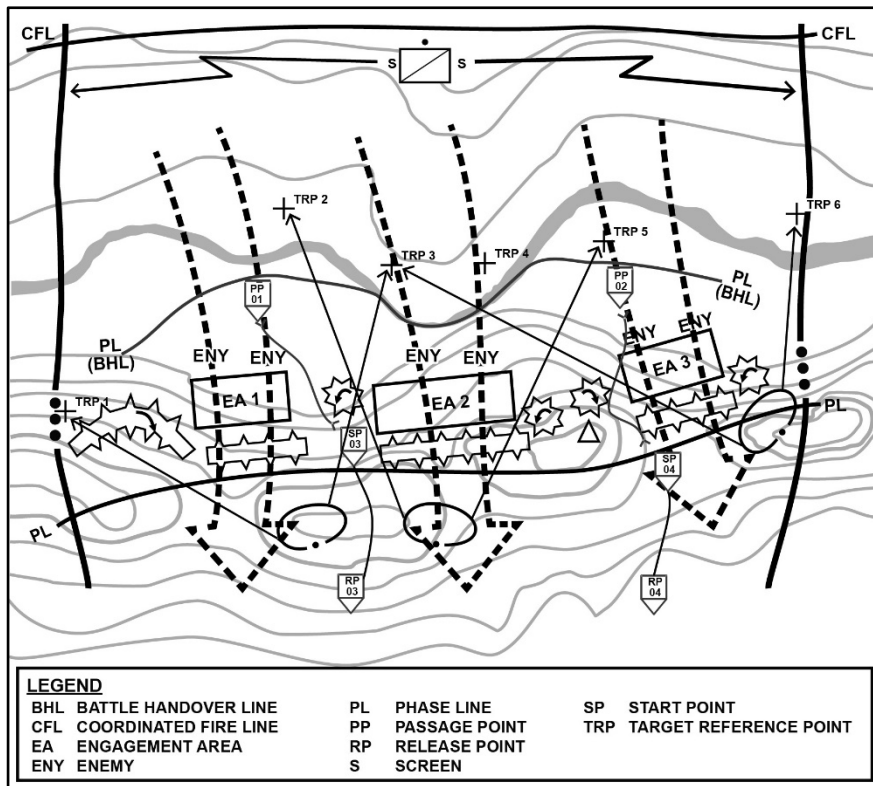 CFL
CFL
S
S
TRP 2
TRP 6
TRP 5
TRP 3
TRP 4
PP
01
PP
02
PL
(BHL)
PL
(BHL)
ENY
ENY
ENY
ENY
ENY
ENY
EA 1
EA 2
EA 3
TRP 1
PL
SP
03
SP
04
PL
RP
03
RP
04
LEGEND
BHL BATTLE HANDOVER LINE
CFL COORDINATED FIRE LINE
EA ENGAGEMENT AREA
ENY ENEMY
PL PHASE LINE
PP PASSAGE POINT
RP RELEASE POINT
S SCREEN
SP START POINT
TRP TARGET REFERENCE POINT